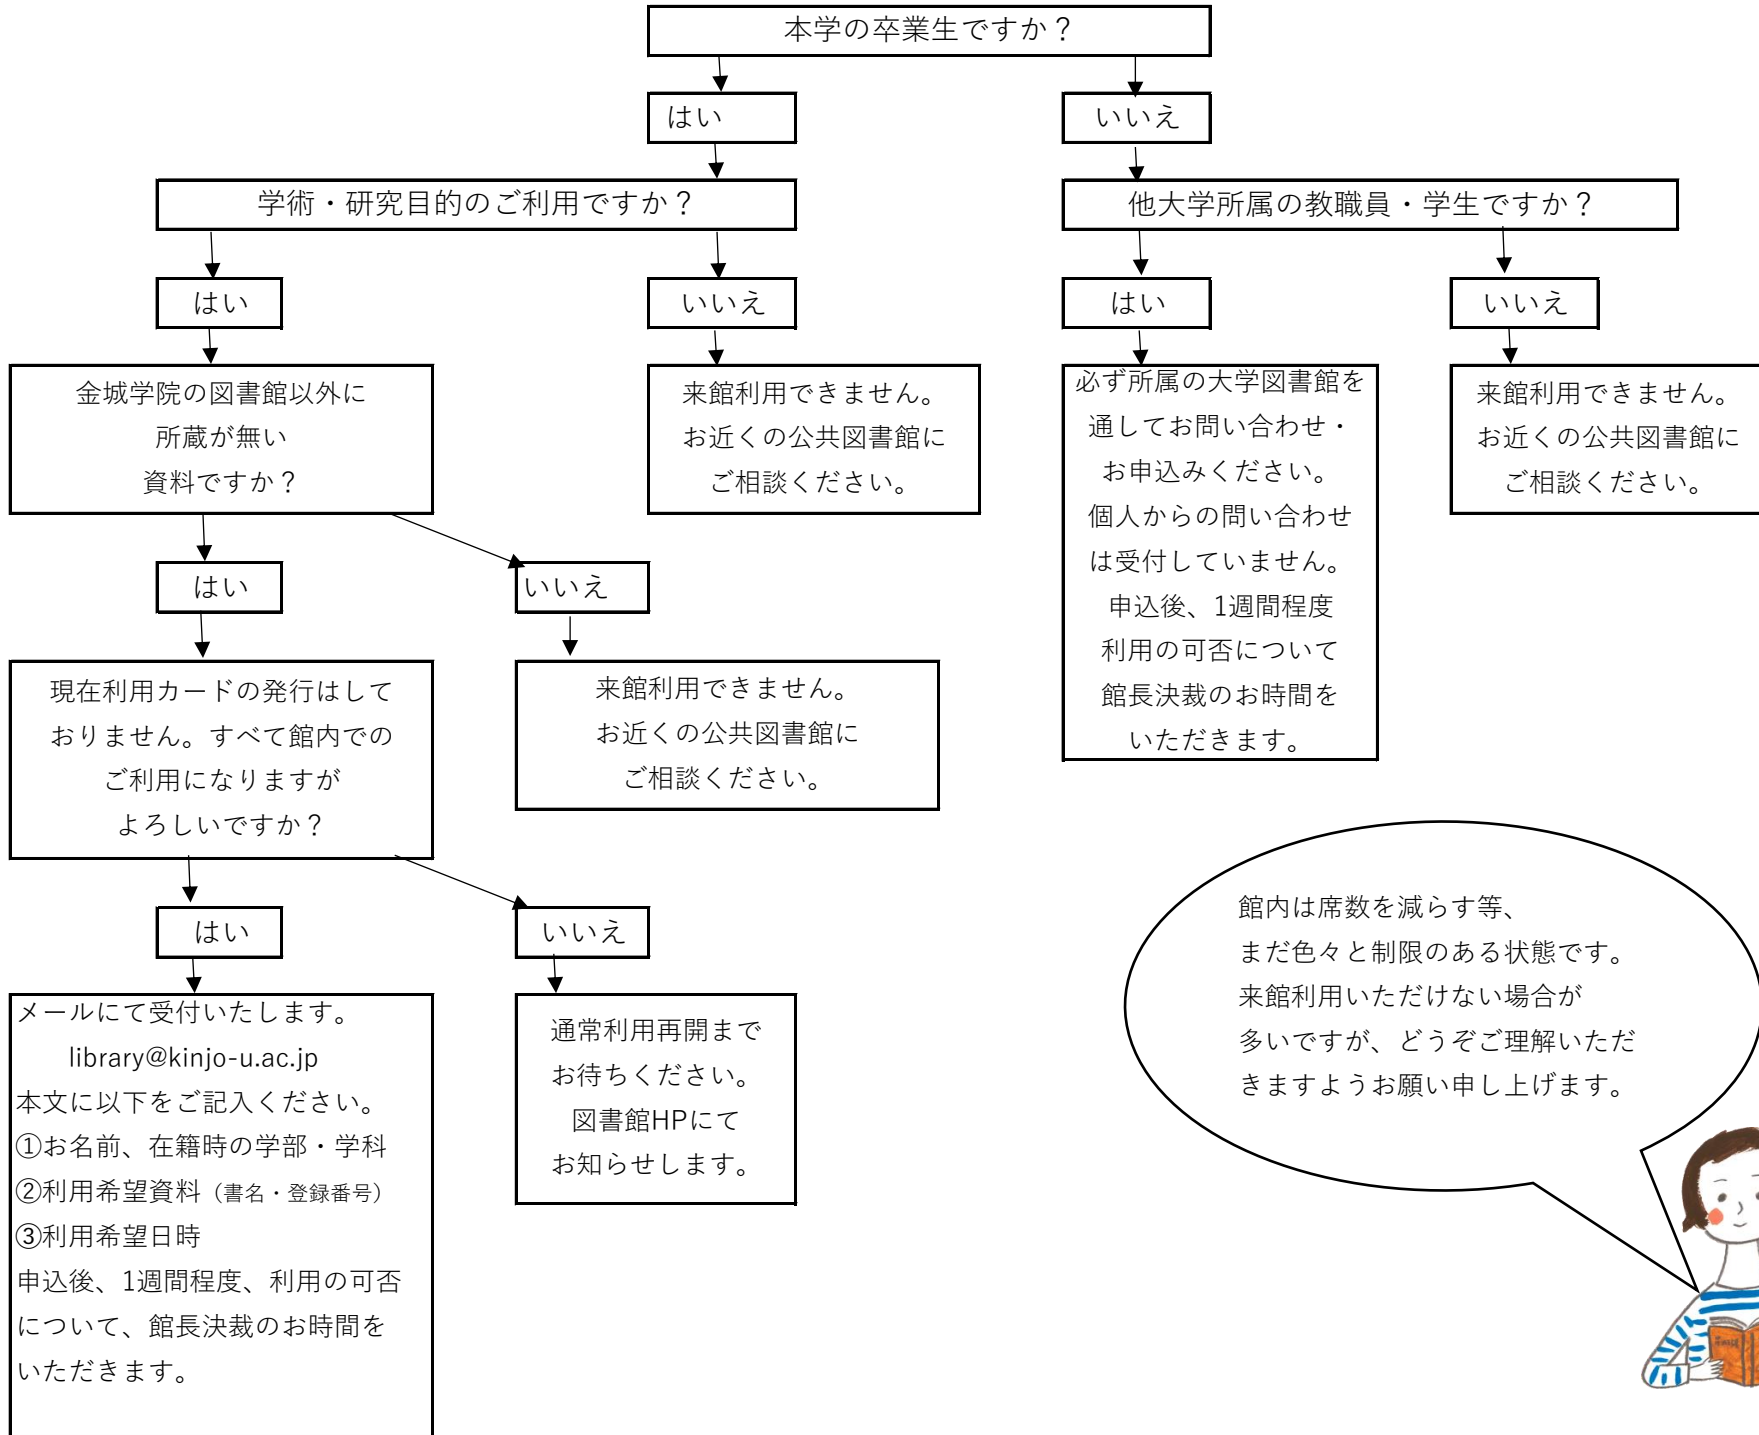 本学の卒業生ですか？
はい
いいえ
学術・研究目的のご利用ですか？
他大学所属の教職員・学生ですか？
はい
いいえ
はい
いいえ
金城学院の図書館以外に
所蔵が無い
資料ですか？
来館利用できません。
お近くの公共図書館に
ご相談ください。
必ず所属の大学図書館を
通してお問い合わせ・
お申込みください。
個人からの問い合わせ
は受付していません。
申込後、1週間程度
利用の可否について
館長決裁のお時間を
いただきます。
来館利用できません。
お近くの公共図書館に
ご相談ください。
はい
いいえ
現在利用カードの発行はして
おりません。すべて館内での
ご利用になりますが
よろしいですか？
来館利用できません。
お近くの公共図書館に
ご相談ください。
はい
いいえ
メールにて受付いたします。
library@kinjo-u.ac.jp
本文に以下をご記入ください。
①お名前、在籍時の学部・学科
②利用希望資料（書名・登録番号）
③利用希望日時
申込後、1週間程度、利用の可否
について、館長決裁のお時間を
いただきます。
通常利用再開まで
お待ちください。
図書館HPにて
お知らせします。
館内は席数を減らす等、
まだ色々と制限のある状態です。
来館利用いただけない場合が
多いですが、どうぞご理解いただ
きますようお願い申し上げます。